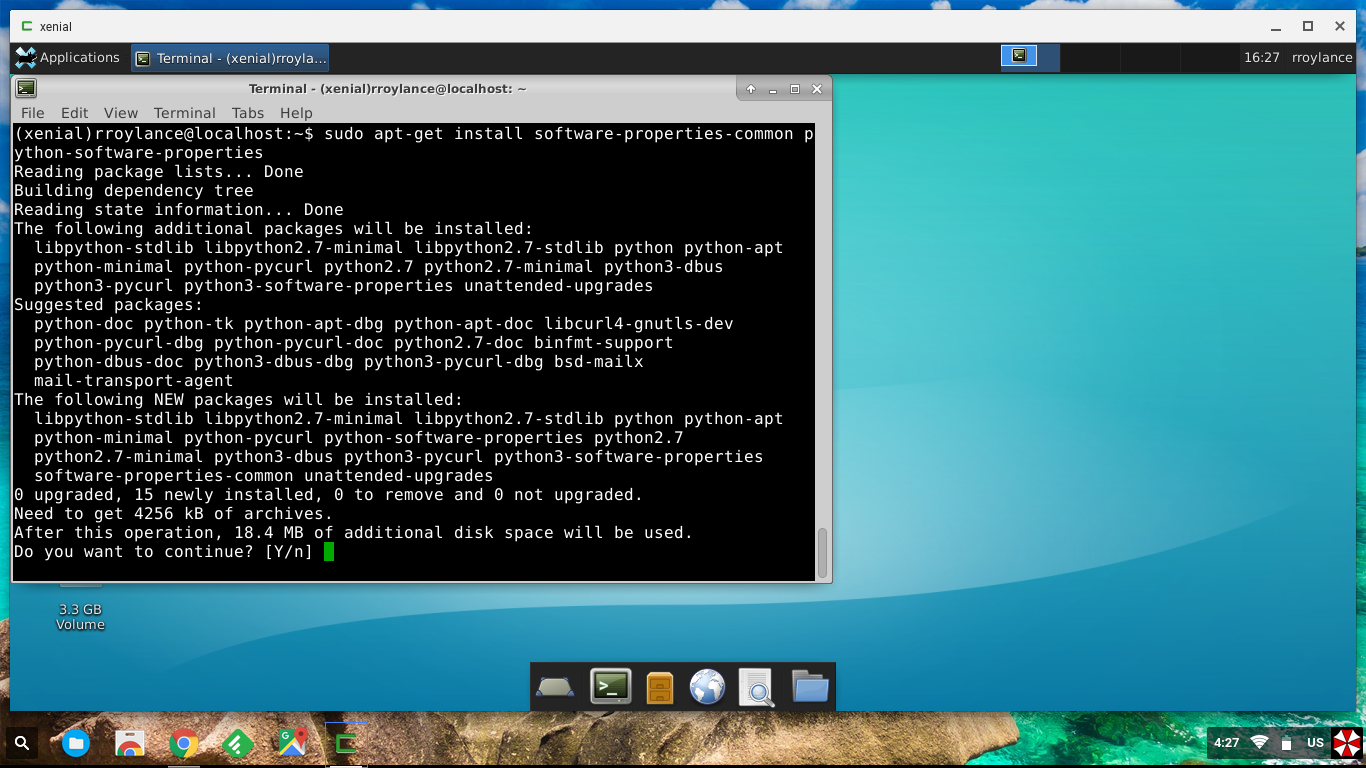 xenial
Applications
Terminal - (xenial)rroyla...
16:27
rroylance
Terminal - (xenial)rroylance@localhost: ~
File Edit View Terminal Tabs Help
(xenial)rroylance@localhost:~$ sudo apt-get install software-properties-common p
ython-software-properties
Reading package lists... Done
Building dependency tree
Reading state information... Done
The following additional packages will be installed:
  libpython-stdlib libpython2.7-minimal libpython2.7-stdlib python python-apt
  python-minimal python-pycurl python2.7 python2.7-minimal python3-dbus
  python3-pycurl python3-software-properties unattended-upgrades
Suggested packages:
  python-doc python-tk python-apt-dbg python-apt-doc libcurl4-gnutls-dev
  python-pycurl-dbg python-pycurl-doc python2.7-doc binfmt-support
  python-dbus-doc python3-dbus-dbg python3-pycurl-dbg bsd-mailx
  mail-transport-agent
The following NEW packages will be installed:
  libpython-stdlib libpython2.7-minimal libpython2.7-stdlib python python-apt
  python-minimal python-pycurl python-software-properties python2.7
  python2.7-minimal python3-dbus python3-pycurl python3-software-properties
  software-properties-common unattended-upgrades
0 upgraded, 15 newly installed, 0 to remove and 0 not upgraded.
Need to get 4256 kB of archives.
After this operation, 18.4 MB of additional disk space will be used.
Do you want to continue? [Y/n]
3.3 GB
Volume
4:27
US